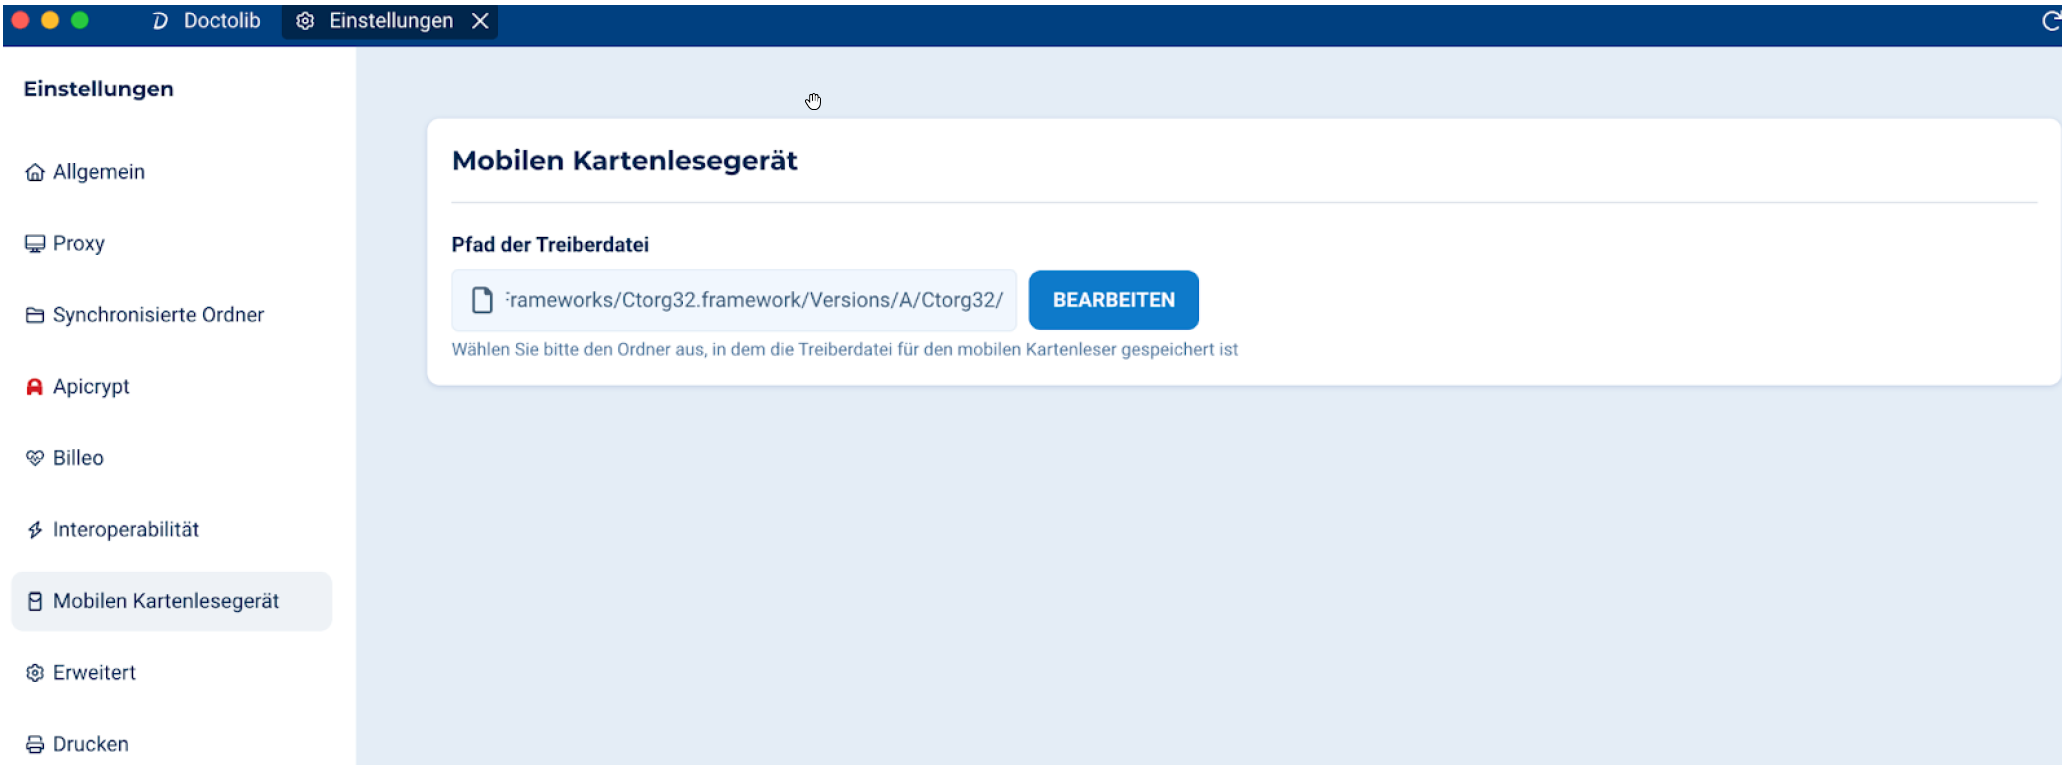 Doctolib
Einstellungen
Einstellungen
Allgemein
Proxy
Synchronisierte Ordner
Apicrypt
Billeo
Interoperabilität
Mobilen Kartenlesegerät
Erweitert
Drucken
Mobilen Kartenlesegerät
Pfad der Treiberdatei
Frameworks/Ctorg32.framework/Versions/A/Ctorg32/
BEARBEITEN
Wählen Sie bitte den Ordner aus, in dem die Treiberdatei für den mobilen Kartenleser gespeichert ist